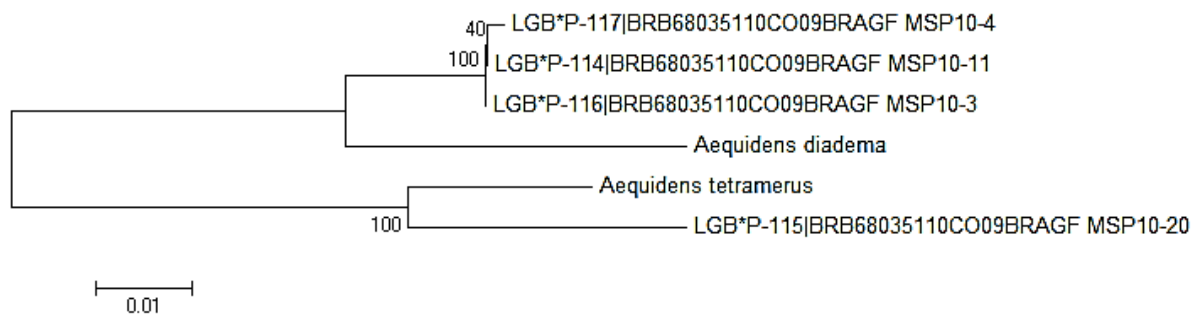 40
LGB*P-117|BRB68035110CO09BRAGF MSP10-4
100
LGB*P-114|BRB68035110CO09BRAGF MSP10-11
LGB*P-116|BRB68035110CO09BRAGF MSP10-3
Aequidens diadema
Aequidens tetramerus
100
LGB*P-115|BRB68035110CO09BRAGF MSP10-20
0.01